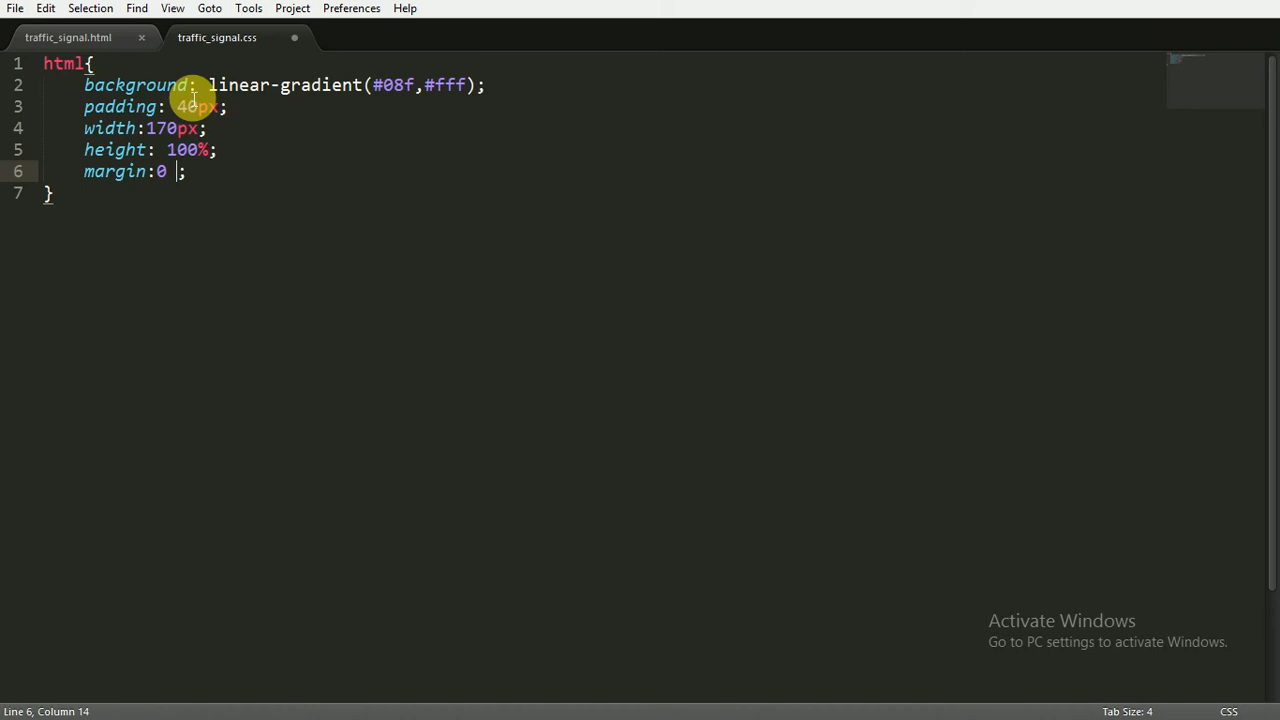 File Edit Selection Find View Goto Tools Project Preferences Help
traffic_signal.html × traffic_signal.css
1 html{
2 background: linear-gradient(#08f,#fff);
3 padding: 40px;
4 width:170px;
5 height: 100%;
6 margin:0 ;
7 }
Activate Windows
Go to PC settings to activate Windows.
Line 6, Column 14 Tab Size: 4 CSS